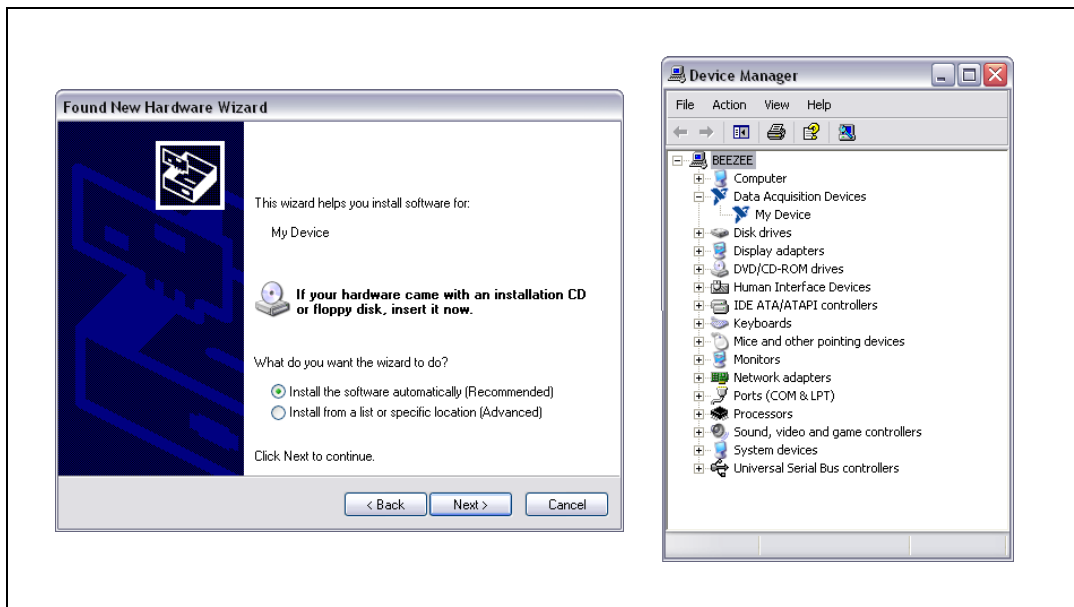 Found New Hardware Wizard
This wizard helps you install software for:
My Device
If your hardware came with an installation CD
or floppy disk, insert it now.
What do you want the wizard to do?
Install the software automatically (Recommended)
Install from a list or specific location (Advanced)
Click Next to continue.
< Back Next > Cancel
Device Manager
File Action View Help
BEEZEE
Computer
Data Acquisition Devices
My Device
Disk drives
Display adapters
DVD/CD-ROM drives
Human Interface Devices
IDE ATA/ATAPI controllers
Keyboards
Mice and other pointing devices
Monitors
Network adapters
Ports (COM & LPT)
Processors
Sound, video and game controllers
System devices
Universal Serial Bus controllers